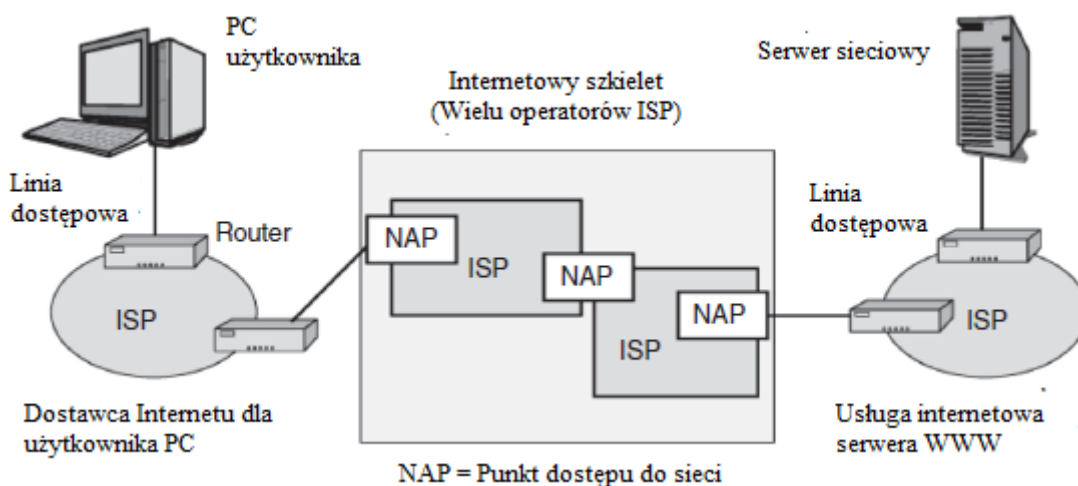 PC
użytkownika
Serwer sieciowy
Internetowy szkielet
(Wielu operatorów ISP)
Linia
dostępowa
Router
Linia
dostępowa
NAP
ISP
NAP
ISP
NAP
ISP
ISP
Dostawca Internetu dla
użytkownika PC
Usługa internetowa
serwera WWW
NAP = Punkt dostępu do sieci